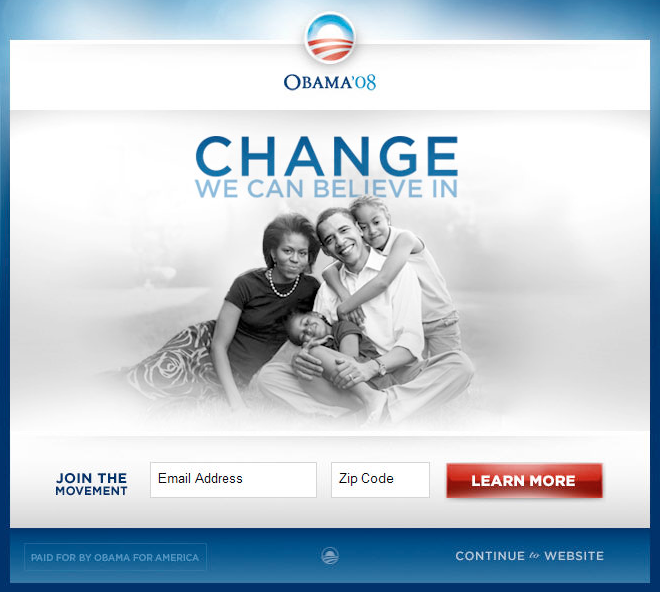 OBAMA'08
CHANGE
WE CAN BELIEVE IN
JOIN THE
MOVEMENT
Email Address
Zip Code
LEARN MORE
PAID FOR BY OBAMA FOR AMERICA
CONTINUE to WEBSITE